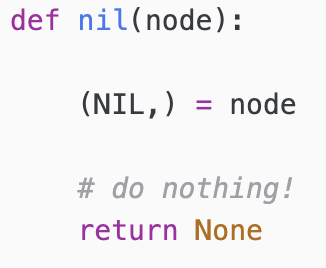 def nil(node):
(NIL,) = node
# do nothing!
return None